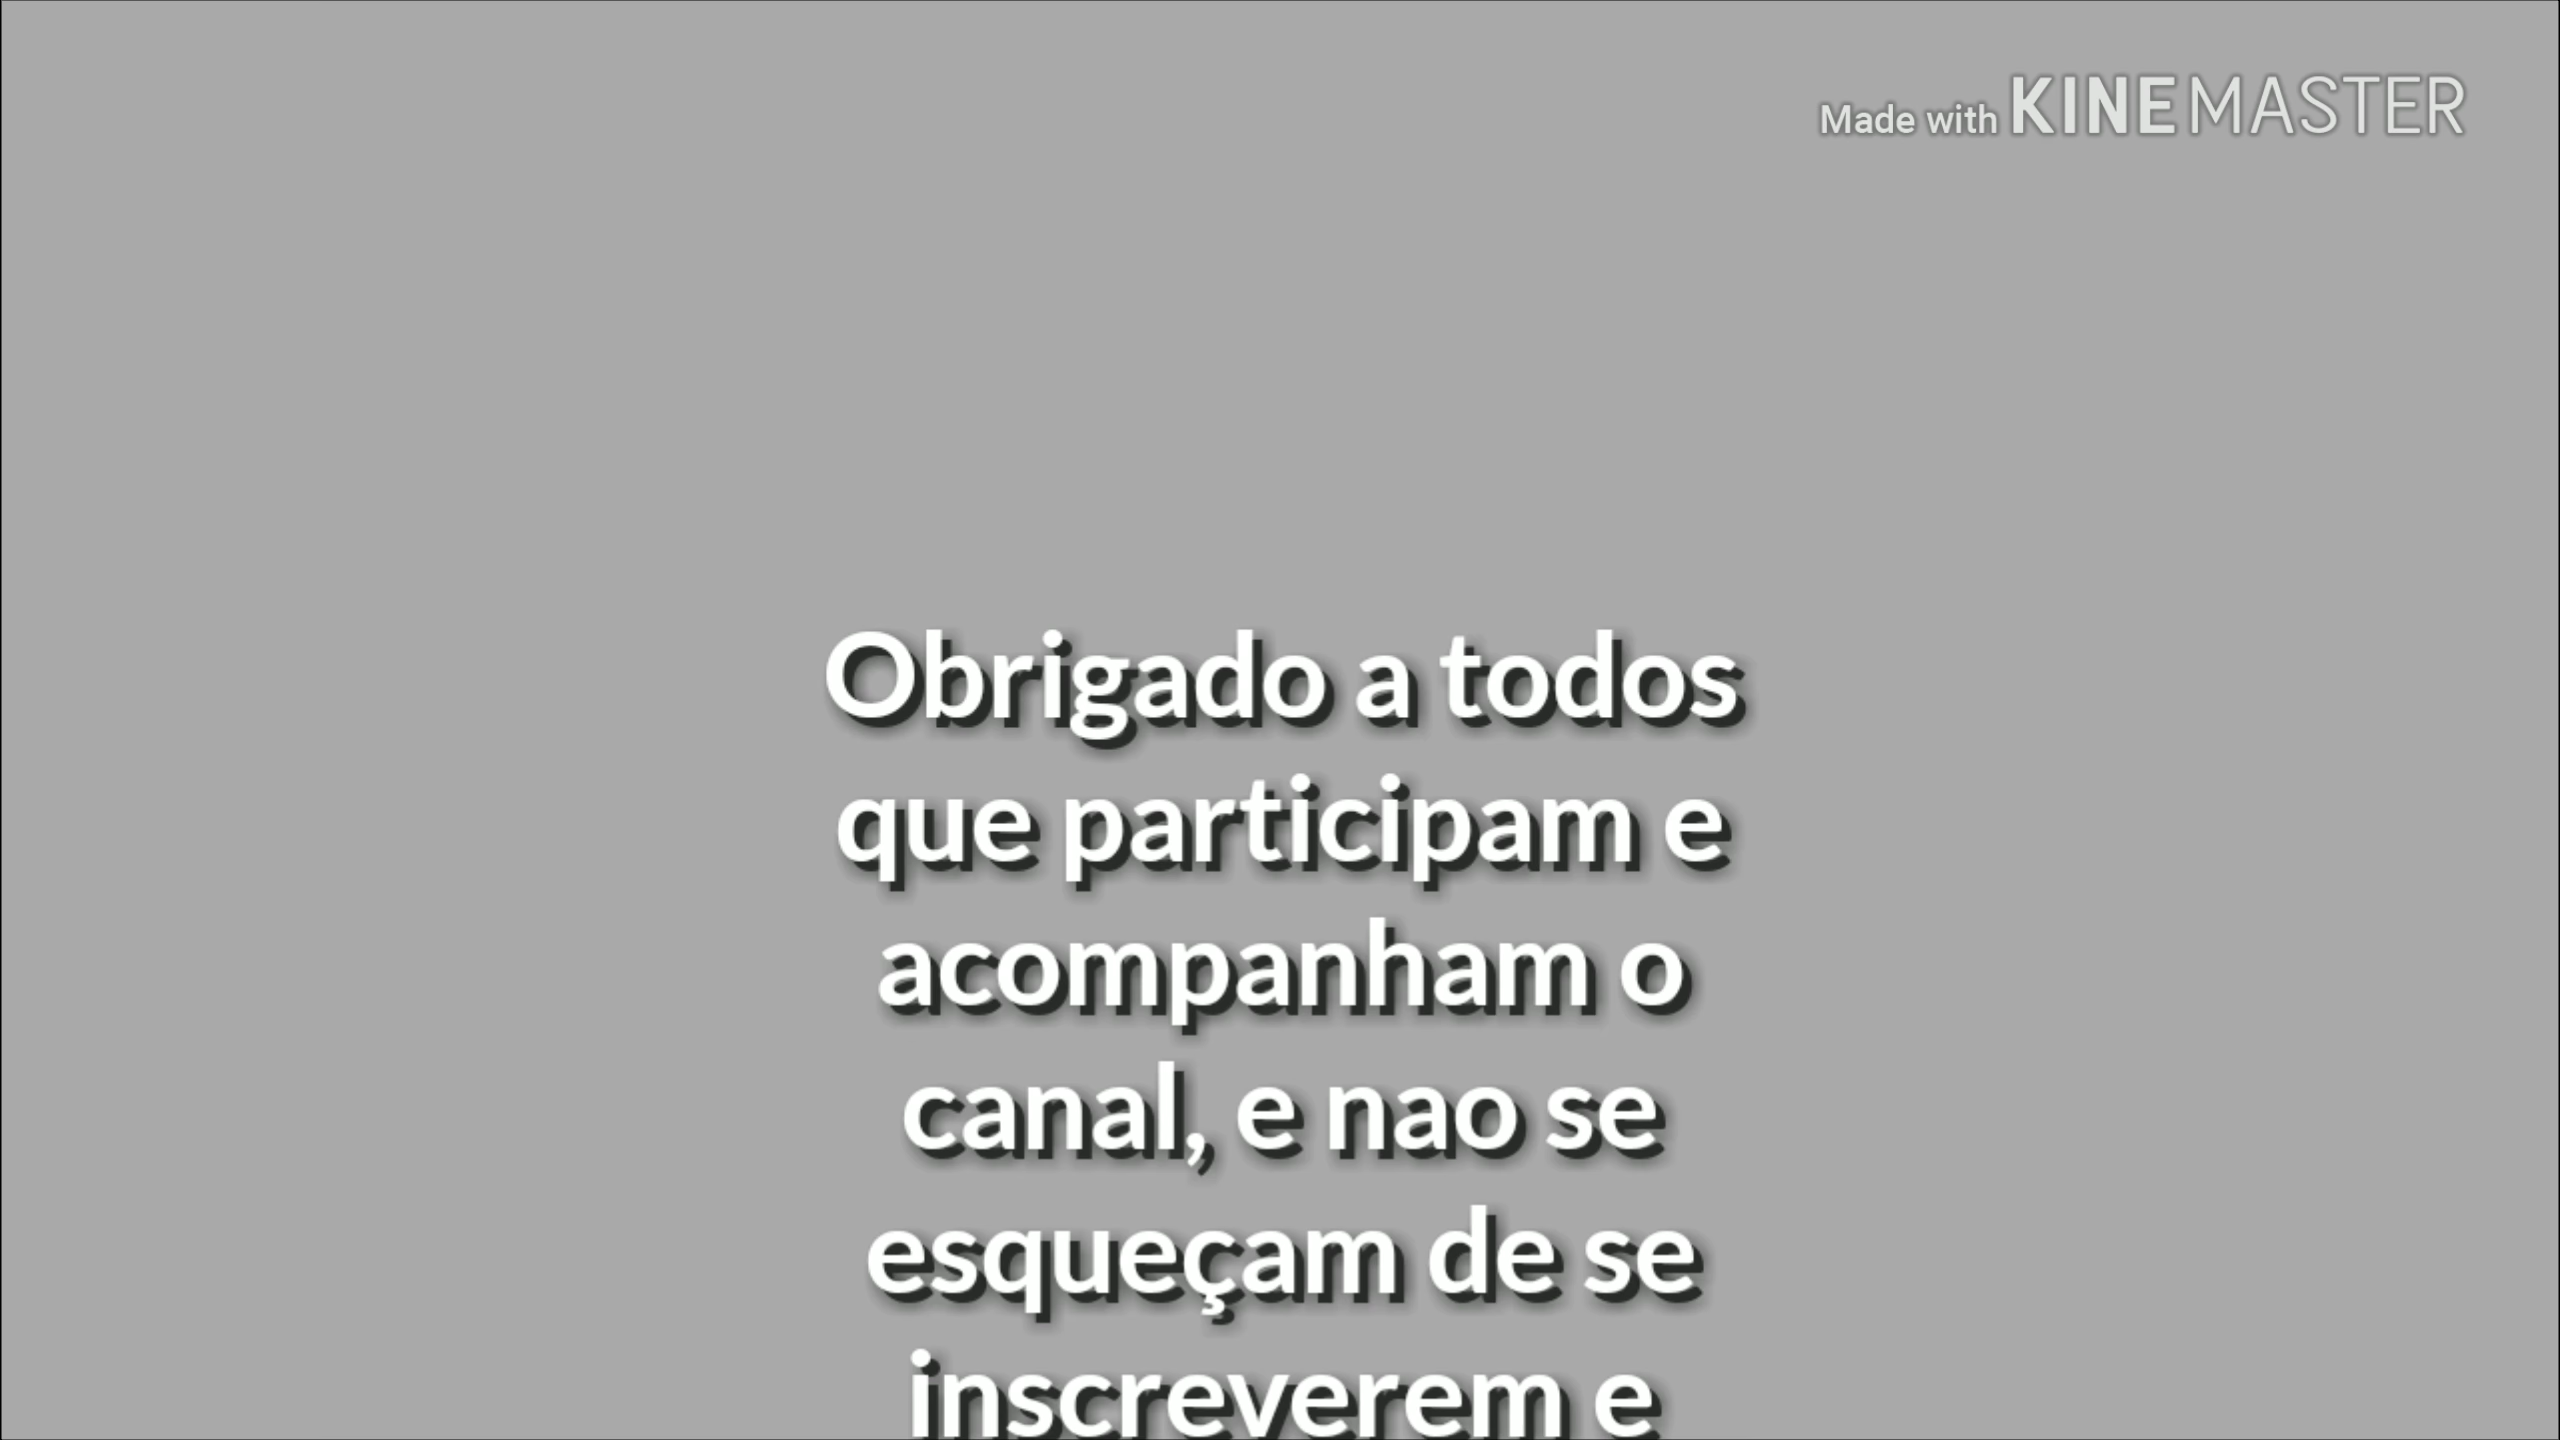 Made with KINEMASTER
Obrigado a todos
que participam e
acompanham o
canal, e nao se
esqueçam de se
inscreverem e